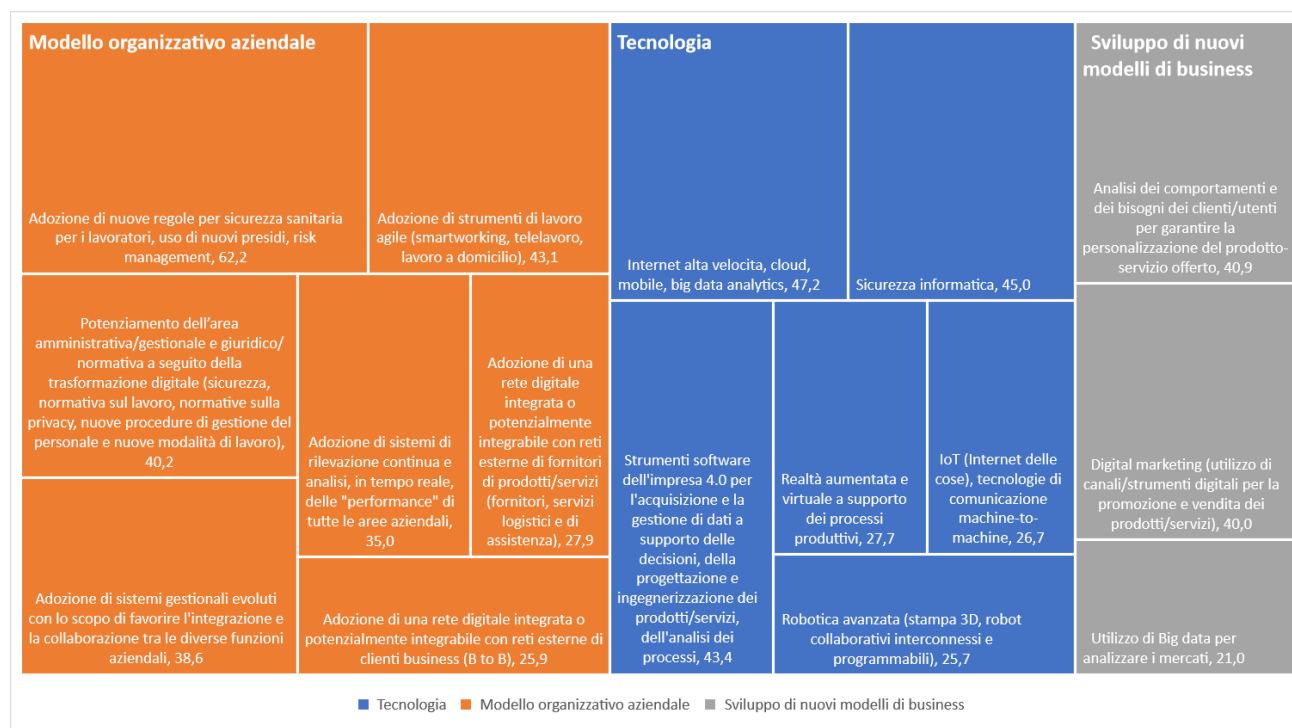 Modello organizzativo aziendale
Adozione di nuove regole per sicurezza sanitaria
per i lavoratori, uso di nuovi presidi, risk
management, 62,2
Adozione di strumenti di lavoro
agile (smartworking, telelavoro,
lavoro a domicilio), 43,1
Potenziamento dell’area
amministrativa/gestionale e giuridico/
normativa a seguito della
trasformazione digitale (sicurezza,
normativa sul lavoro, normative sulla
privacy, nuove procedure di gestione del
personale e nuove modalità di lavoro),
40,2
Adozione di sistemi gestionali evoluti
con lo scopo di favorire l'integrazione e
la collaborazione tra le diverse funzioni
aziendali, 38,6
Adozione di sistemi di
rilevazione continua e
analisi, in tempo reale,
delle "performance" di
tutte le aree aziendali,
35,0
Adozione di una
rete digitale
integrata o
potenzialmente
integrabile con reti
esterne di fornitori
di prodotti/servizi
(fornitori, servizi
logistici e di
assistenza), 27,9
Adozione di una rete digitale integrata o
potenzialmente integrabile con reti esterne di
clienti business (B to B), 25,9
Tecnologia
Internet alta velocita, cloud,
mobile, big data analytics, 47,2
Sicurezza informatica, 45,0
Strumenti software
dell'impresa 4.0 per
l'acquisizione e la
gestione di dati a
supporto delle
decisioni, della
progettazione e
ingegnerizzazione dei
prodotti/servizi,
dell'analisi dei
processi, 43,4
Realtà aumentata e
virtuale a supporto
dei processi
produttivi, 27,7
IoT (Internet delle
cose), tecnologie di
comunicazione
machine-to-
machine, 26,7
Robotica avanzata (stampa 3D, robot
collaborativi interconnessi e
programmabili), 25,7
Sviluppo di nuovi
modelli di business
Analisi dei comportamenti e
dei bisogni dei clienti/utenti
per garantire la
personalizzazione del prodotto-
servizio offerto, 40,9
Digital marketing (utilizzo di
canali/strumenti digitali per la
promozione e vendita dei
prodotti/servizi), 40,0
Utilizzo di Big data per
analizzare i mercati, 21,0
Tecnologia
Modello organizzativo aziendale
Sviluppo di nuovi modelli di business